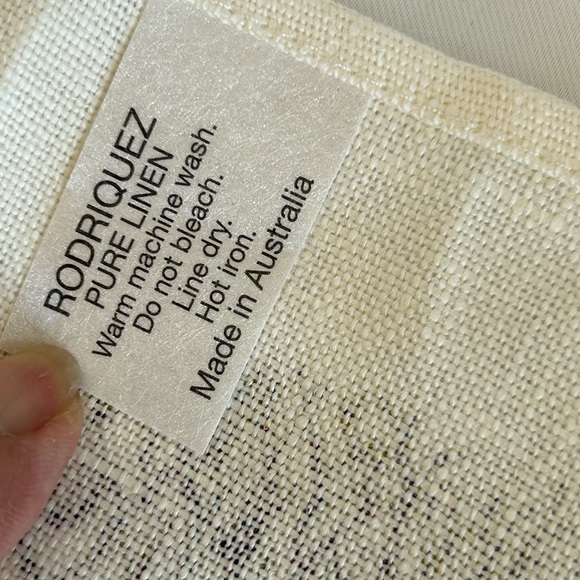 RODRIQUEZ
PURE LINEN
Warm machine wash.
Do not bleach.
Line dry.
Hot iron.
Made in Australia